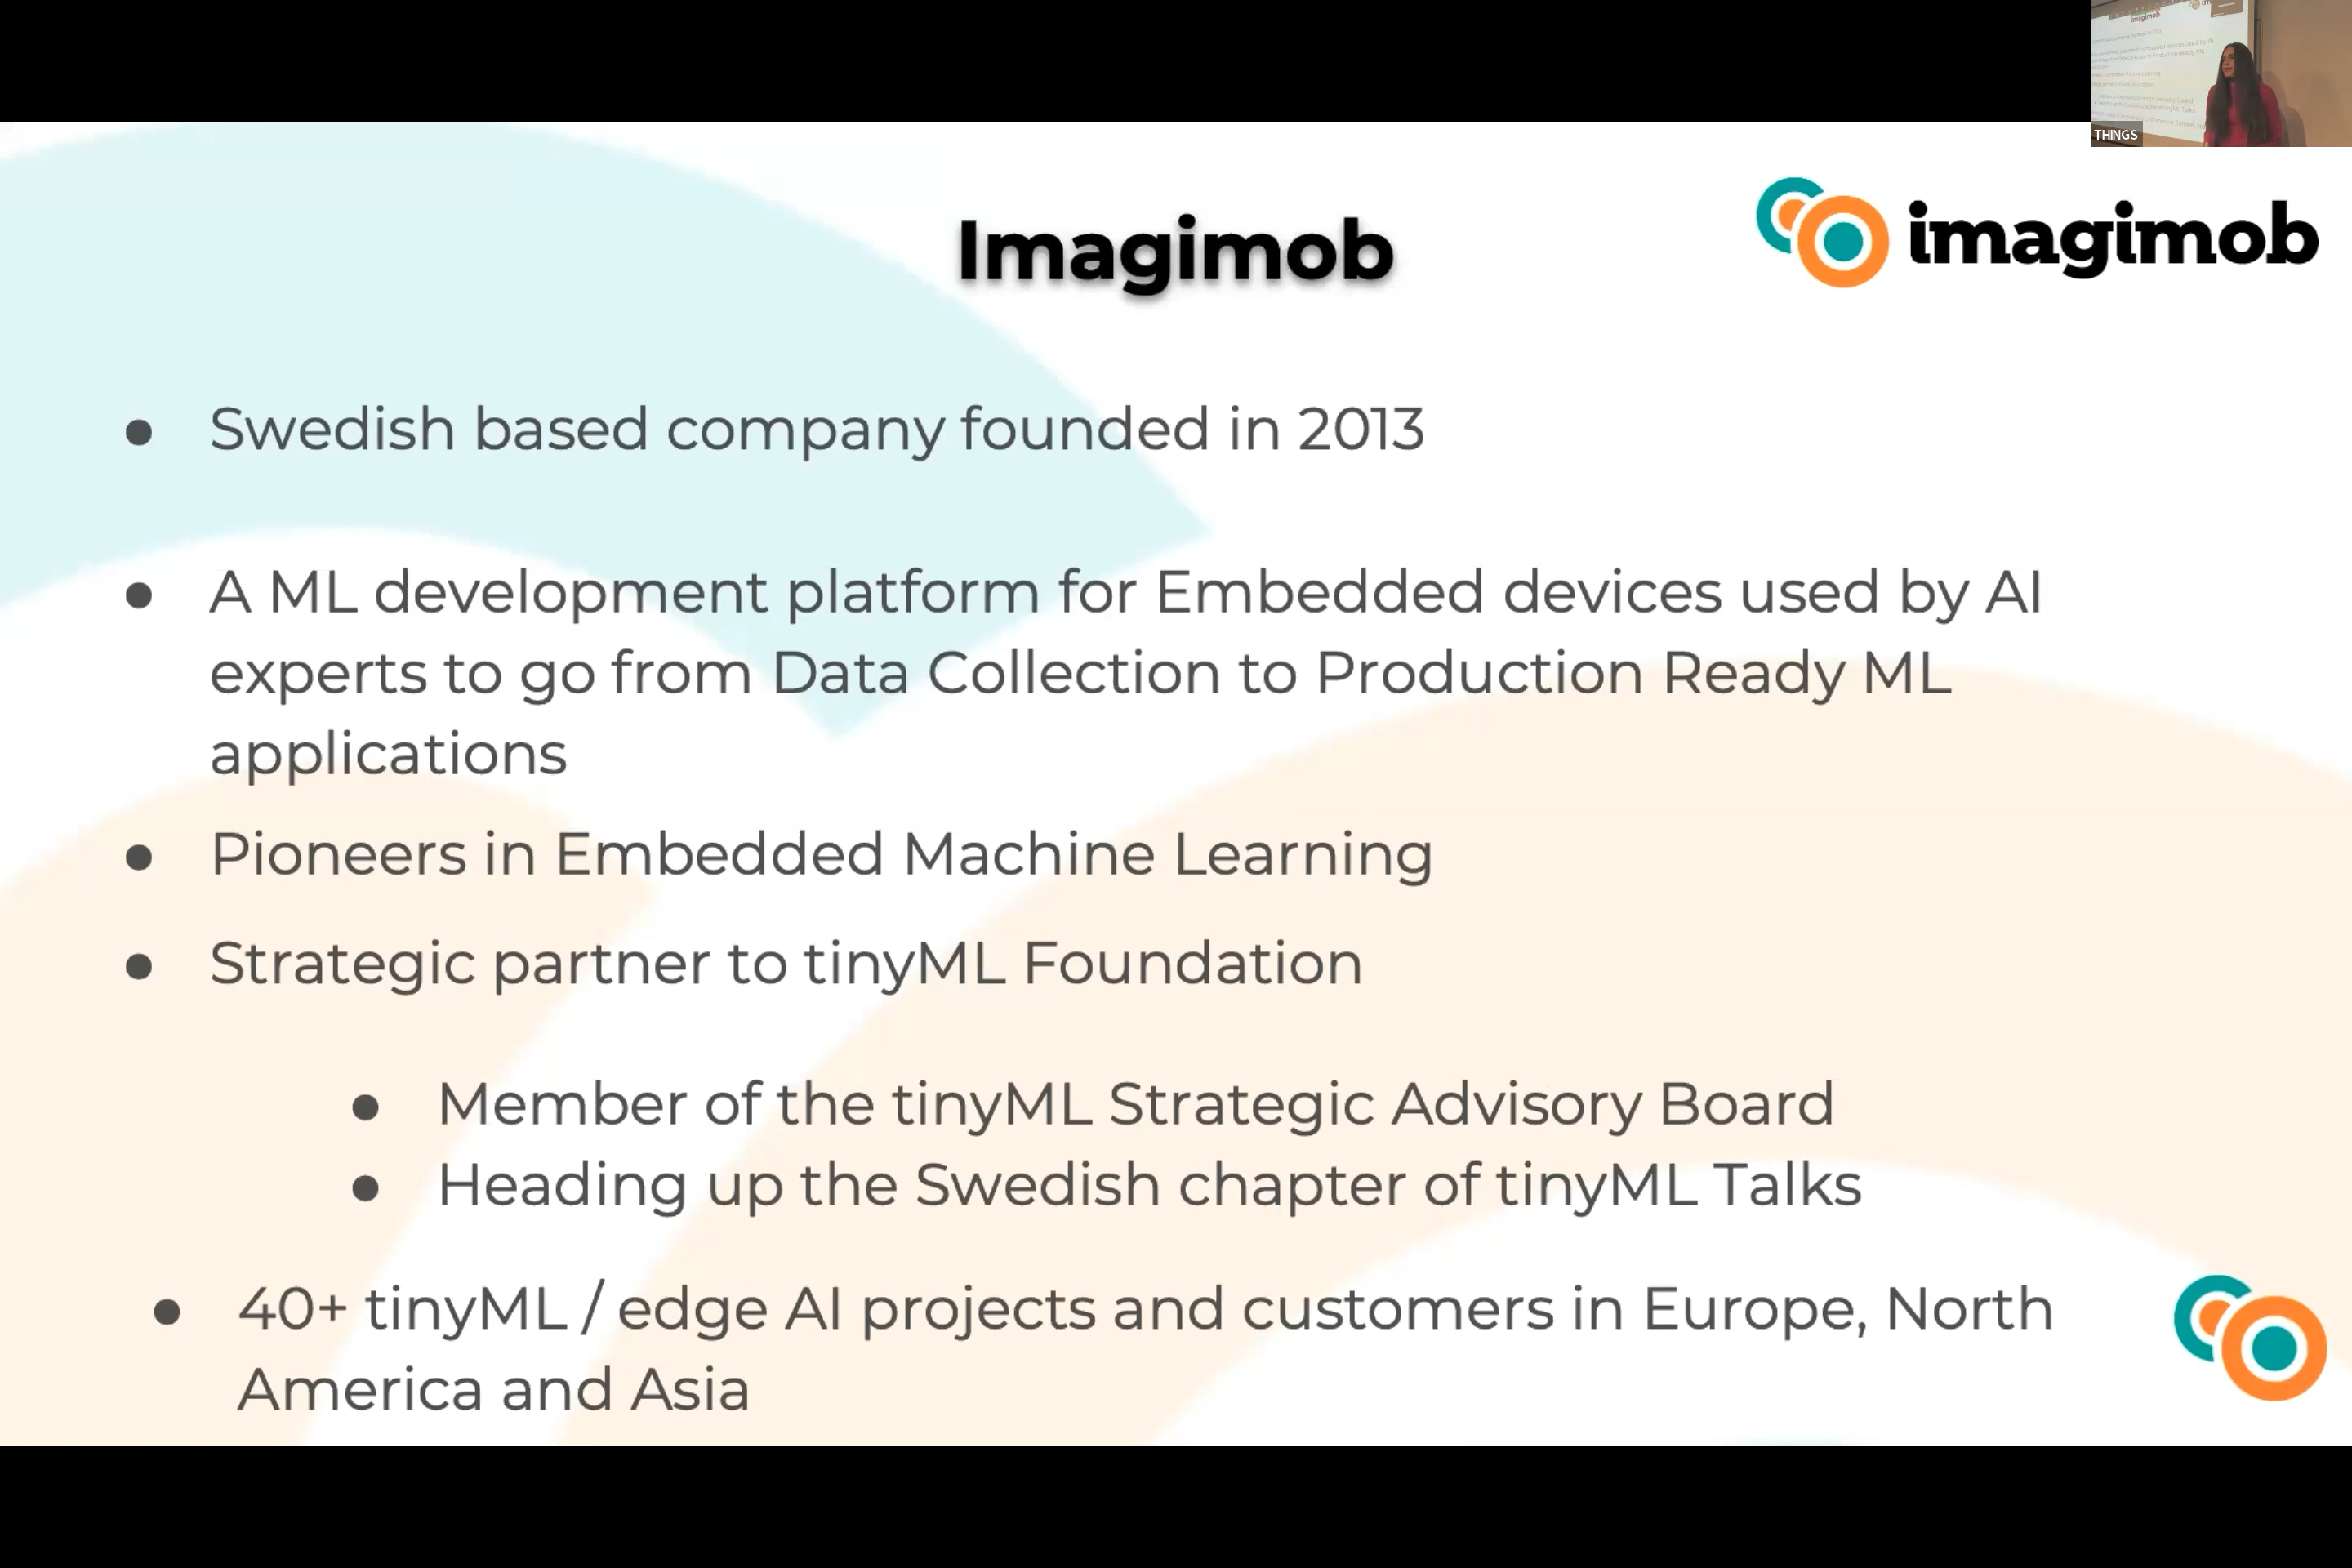 THINGS
Imagimob
imagimob
● Swedish based company founded in 2013
● A ML development platform for Embedded devices used by AI
experts to go from Data Collection to Production Ready ML
applications
● Pioneers in Embedded Machine Learning
● Strategic partner to tinyML Foundation
● Member of the tinyML Strategic Advisory Board
● Heading up the Swedish chapter of tinyML Talks
● 40+ tinyML / edge AI projects and customers in Europe, North
America and Asia